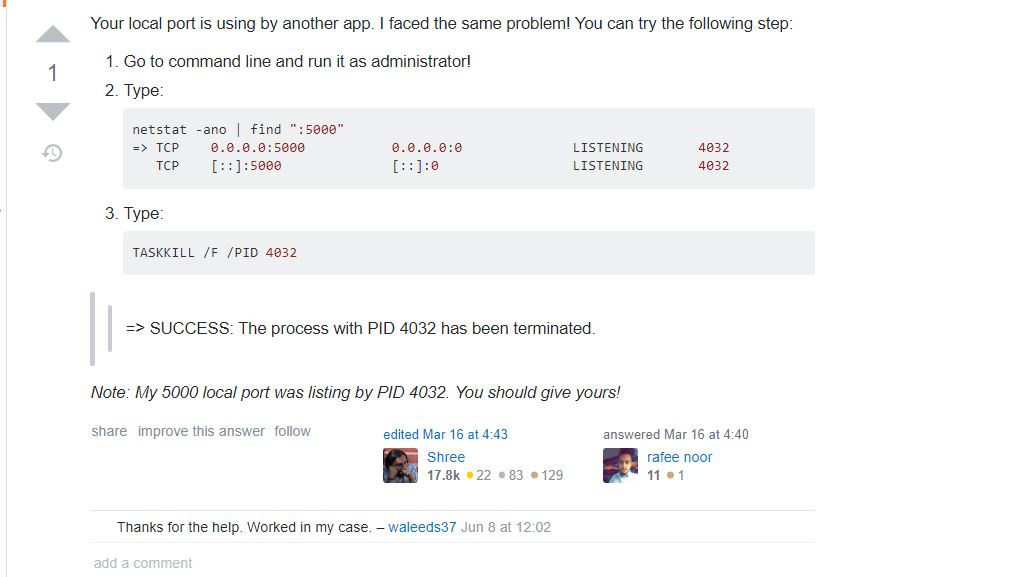 Your local port is using by another app. I faced the same problem! You can try the following step:
1
1. Go to command line and run it as administrator!
2. Type:
netstat -ano | find ":5000"
=> TCP 0.0.0.0:5000 0.0.0.0:0 LISTENING 4032
TCP [::]:5000 [::]:0 LISTENING 4032
3. Type:
TASKKILL /F /PID 4032
=> SUCCESS: The process with PID 4032 has been terminated.
Note: My 5000 local port was listing by PID 4032. You should give yours!
share improve this answer follow
edited Mar 16 at 4:43
Shree
17.8k 22 83 129
answered Mar 16 at 4:40
rafee noor
11 1
Thanks for the help. Worked in my case. – waleeds37 Jun 8 at 12:02
add a comment